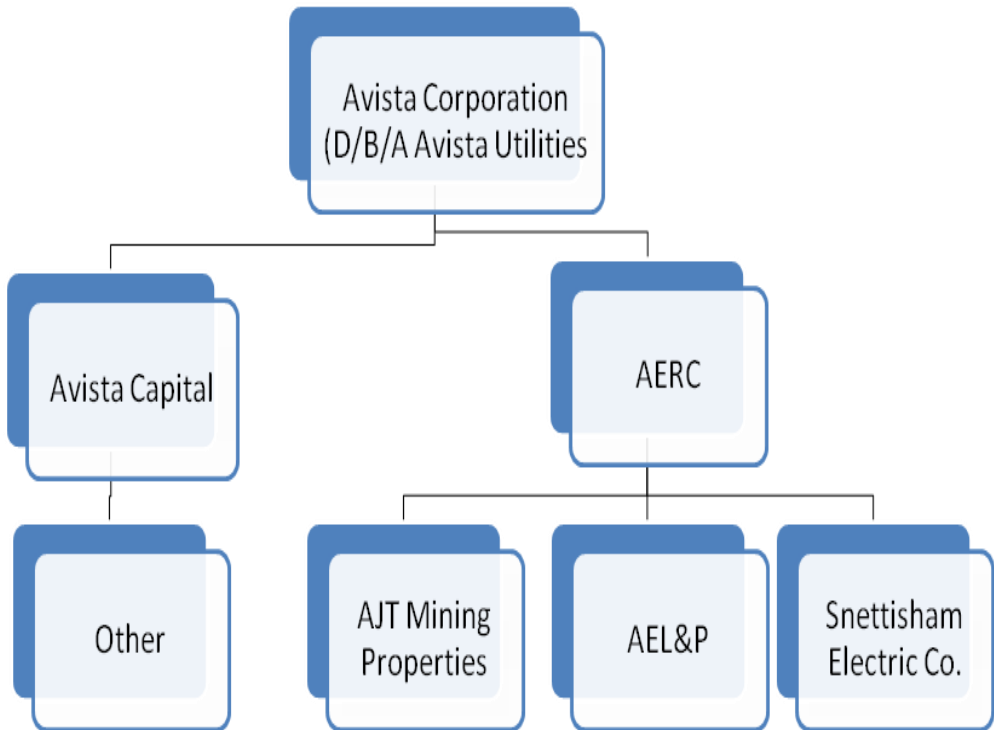 Avista Corporation
(D/B/A Avista Utilities
Avista Capital
AERC
Other
AJT Mining
Properties
AEL&P
Snettisham
Electric Co.